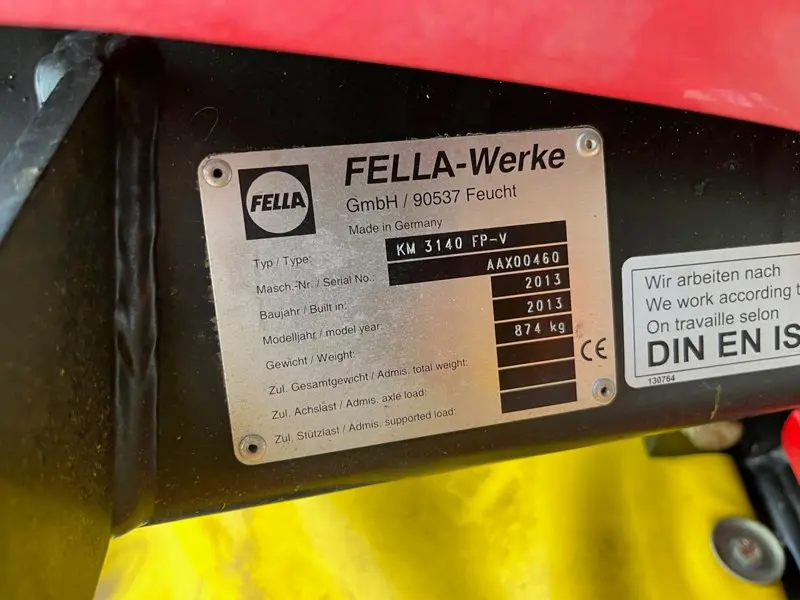 FELLA
FELLA-Werke
GmbH / 90537 Feucht
Made in Germany
Typ / Type: KM 3140 FP-V
Masch.-Nr. / Serial No.: AAX00460
Baujahr / Built in: 2013
Modelljahr / model year: 2013
Gewicht / Weight: 874 kg
Zul. Gesamtgewicht / Admis. total weight:
Zul. Achslast / Admis. axle load:
Zul. Stützlast / Admis. supported load:
CE
Wir arbeiten nach
We work according t
On travaille selon
DIN EN IS
130764